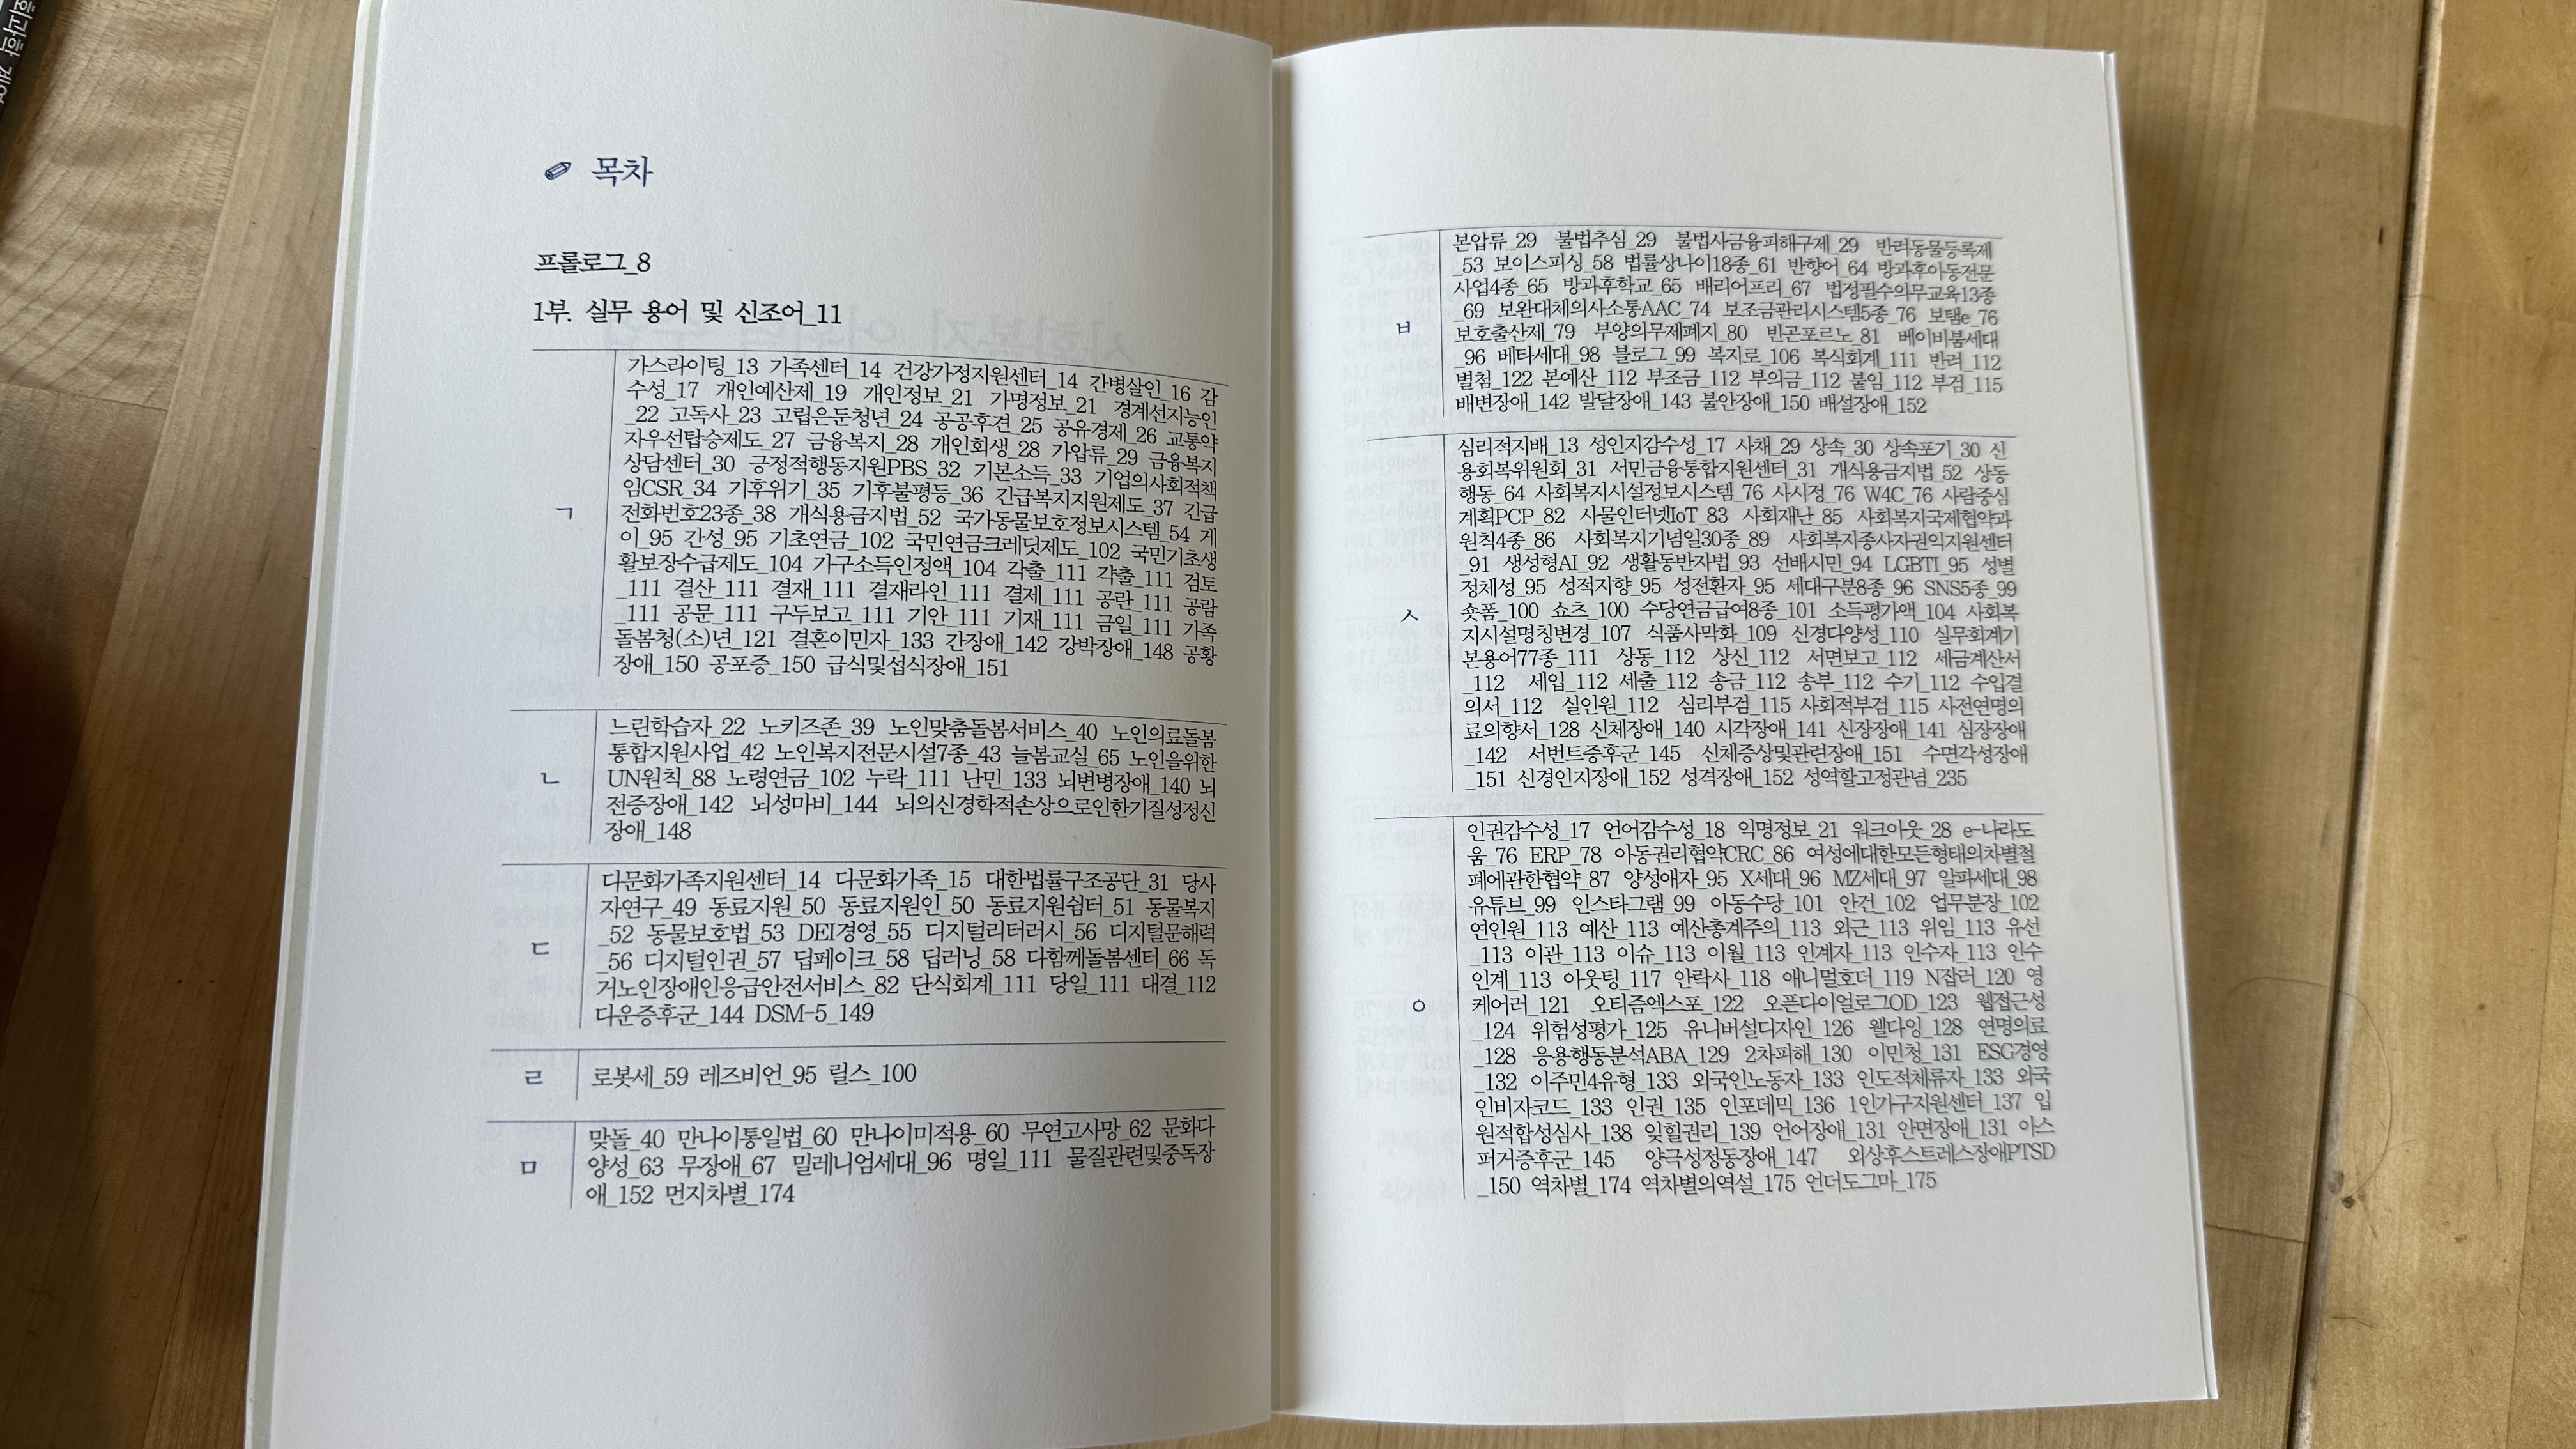 목차
프롤로그_8
1부. 실무 용어 및 신조어_11
ㄱ
가스라이팅_13 가족센터_14 건강가정지원센터_14 간병살인_16 감
수성_17 개인예산제_19 개인정보_21 가명정보_21 경계선지능인
_22 고독사_23 고립은둔청년_24 공공후견_25 공유경제_26 교통약
자우선탑승제도_27 금융복지_28 개인회생_28 가압류_29 금융복지
상담센터_30 긍정적행동지원PBS_32 기본소득_33 기업의사회적책
임CSR_34 기후위기_35 기후불평등_36 긴급복지지원제도_37 긴급
전화번호23종_38 개식용금지법_52 국가동물보호정보시스템_54 게
이_95 간성_95 기초연금_102 국민연금크레딧제도_102 국민기초생
활보장수급제도_104 가구소득인정액_104 각출_111 갹출_111 검토
_111 결산_111 결재_111 결재라인_111 결제_111 공란_111 공람
_111 공문_111 구두보고_111 기안_111 기재_111 금일_111 가족
돌봄청(소)년_121 결혼이민자_133 간장애_142 강박장애_148 공황
장애_150 공포증_150 급식및섭식장애_151
ㄴ
느린학습자_22 노키즈존_39 노인맞춤돌봄서비스_40 노인의료돌봄
통합지원사업_42 노인복지전문시설7종_43 늘봄교실_65 노인을위한
UN원칙_88 노령연금_102 누락_111 난민_133 뇌변병장애_140 뇌
전증장애_142 뇌성마비_144 뇌의신경학적손상으로인한기질성정신
장애_148
ㄷ
다문화가족지원센터_14 다문화가족_15 대한법률구조공단_31 당사
자연구_49 동료지원_50 동료지원인_50 동료지원쉼터_51 동물복지
_52 동물보호법_53 DEI경영_55 디지털리터러시_56 디지털문해력
_56 디지털인권_57 딥페이크_58 딥러닝_58 다함께돌봄센터_66 독
거노인장애인응급안전서비스_82 단식회계_111 당일_111 대결_112
다운증후군_144 DSM-5_149
ㄹ
로봇세_59 레즈비언_95 릴스_100
ㅁ
맞돌_40 만나이통일법_60 만나이미적용_60 무연고사망_62 문화다
양성_63 무장애_67 밀레니엄세대_96 명일_111 물질관련및중독장
애_152 먼지차별_174
ㅂ
본압류_29 불법추심_29 불법사금융피해구제_29 반려동물등록제
_53 보이스피싱_58 법률상나이18종_61 반향어_64 방과후아동전문
사업4종_65 방과후학교_65 배리어프리_67 법정필수의무교육13종
_69 보완대체의사소통AAC_74 보조금관리시스템5종_76 보탬e_76
보호출산제_79 부양의무제폐지_80 빈곤포르노_81 베이비붐세대
_96 베타세대_98 블로그_99 복지로_106 복식회계_111 반려_112
별첨_122 본예산_112 부조금_112 부의금_112 붙임_112 부검_115
배변장애_142 발달장애_143 불안장애_150 배설장애_152
ㅅ
심리적지배_13 성인지감수성_17 사채_29 상속_30 상속포기_30 신
용회복위원회_31 서민금융통합지원센터_31 개식용금지법_52 상동
행동_64 사회복지시설정보시스템_76 사시정_76 W4C_76 사람중심
계획PCP_82 사물인터넷IoT_83 사회재난_85 사회복지국제협약과
원칙4종_86 사회복지기념일30종_89 사회복지종사자권익지원센터
_91 생성형AI_92 생활동반자법_93 선배시민_94 LGBTI_95 성별
정체성_95 성적지향_95 성전환자_95 세대구분8종_96 SNS5종_99
숏폼_100 쇼츠_100 수당연금급여8종_101 소득평가액_104 사회복
지시설명칭변경_107 식품사막화_109 신경다양성_110 실무회계기
본용어77종_111 상동_112 상신_112 서면보고_112 세금계산서
_112 세입_112 세출_112 송금_112 송부_112 수기_112 수입결
의서_112 실인원_112 심리부검_115 사회적부검_115 사전연명의
료의향서_128 신체장애_140 시각장애_141 신장장애_141 심장장애
_142 서번트증후군_145 신체증상및관련장애_151 수면각성장애
_151 신경인지장애_152 성격장애_152 성역할고정관념_235
ㅇ
인권감수성_17 언어감수성_18 익명정보_21 워크아웃_28 e-나라도
움_76 ERP_78 아동권리협약CRC_86 여성에대한모든형태의차별철
폐에관한협약_87 양성애자_95 X세대_96 MZ세대_97 알파세대_98
유튜브_99 인스타그램_99 아동수당_101 안건_102 업무분장_102
연인원_113 예산_113 예산총계주의_113 외근_113 위임_113 유선
_113 이관_113 이슈_113 이월_113 인계자_113 인수자_113 인수
인계_113 아웃팅_117 안락사_118 애니멀호더_119 N잡러_120 영
케어러_121 오티즘엑스포_122 오픈다이얼로그OD_123 웹접근성
_124 위험성평가_125 유니버설디자인_126 웰다잉_128 연명의료
_128 응용행동분석ABA_129 2차피해_130 이민청_131 ESG경영
_132 이주민4유형_133 외국인노동자_133 인도적체류자_133 외국
인비자코드_133 인권_135 인포데믹_136 1인가구지원센터_137 입
원적합성심사_138 잊힐권리_139 언어장애_131 안면장애_131 아스
퍼거증후군_145 양극성정동장애_147 외상후스트레스장애PTSD
_150 역차별_174 역차별의역설_175 언더도그마_175